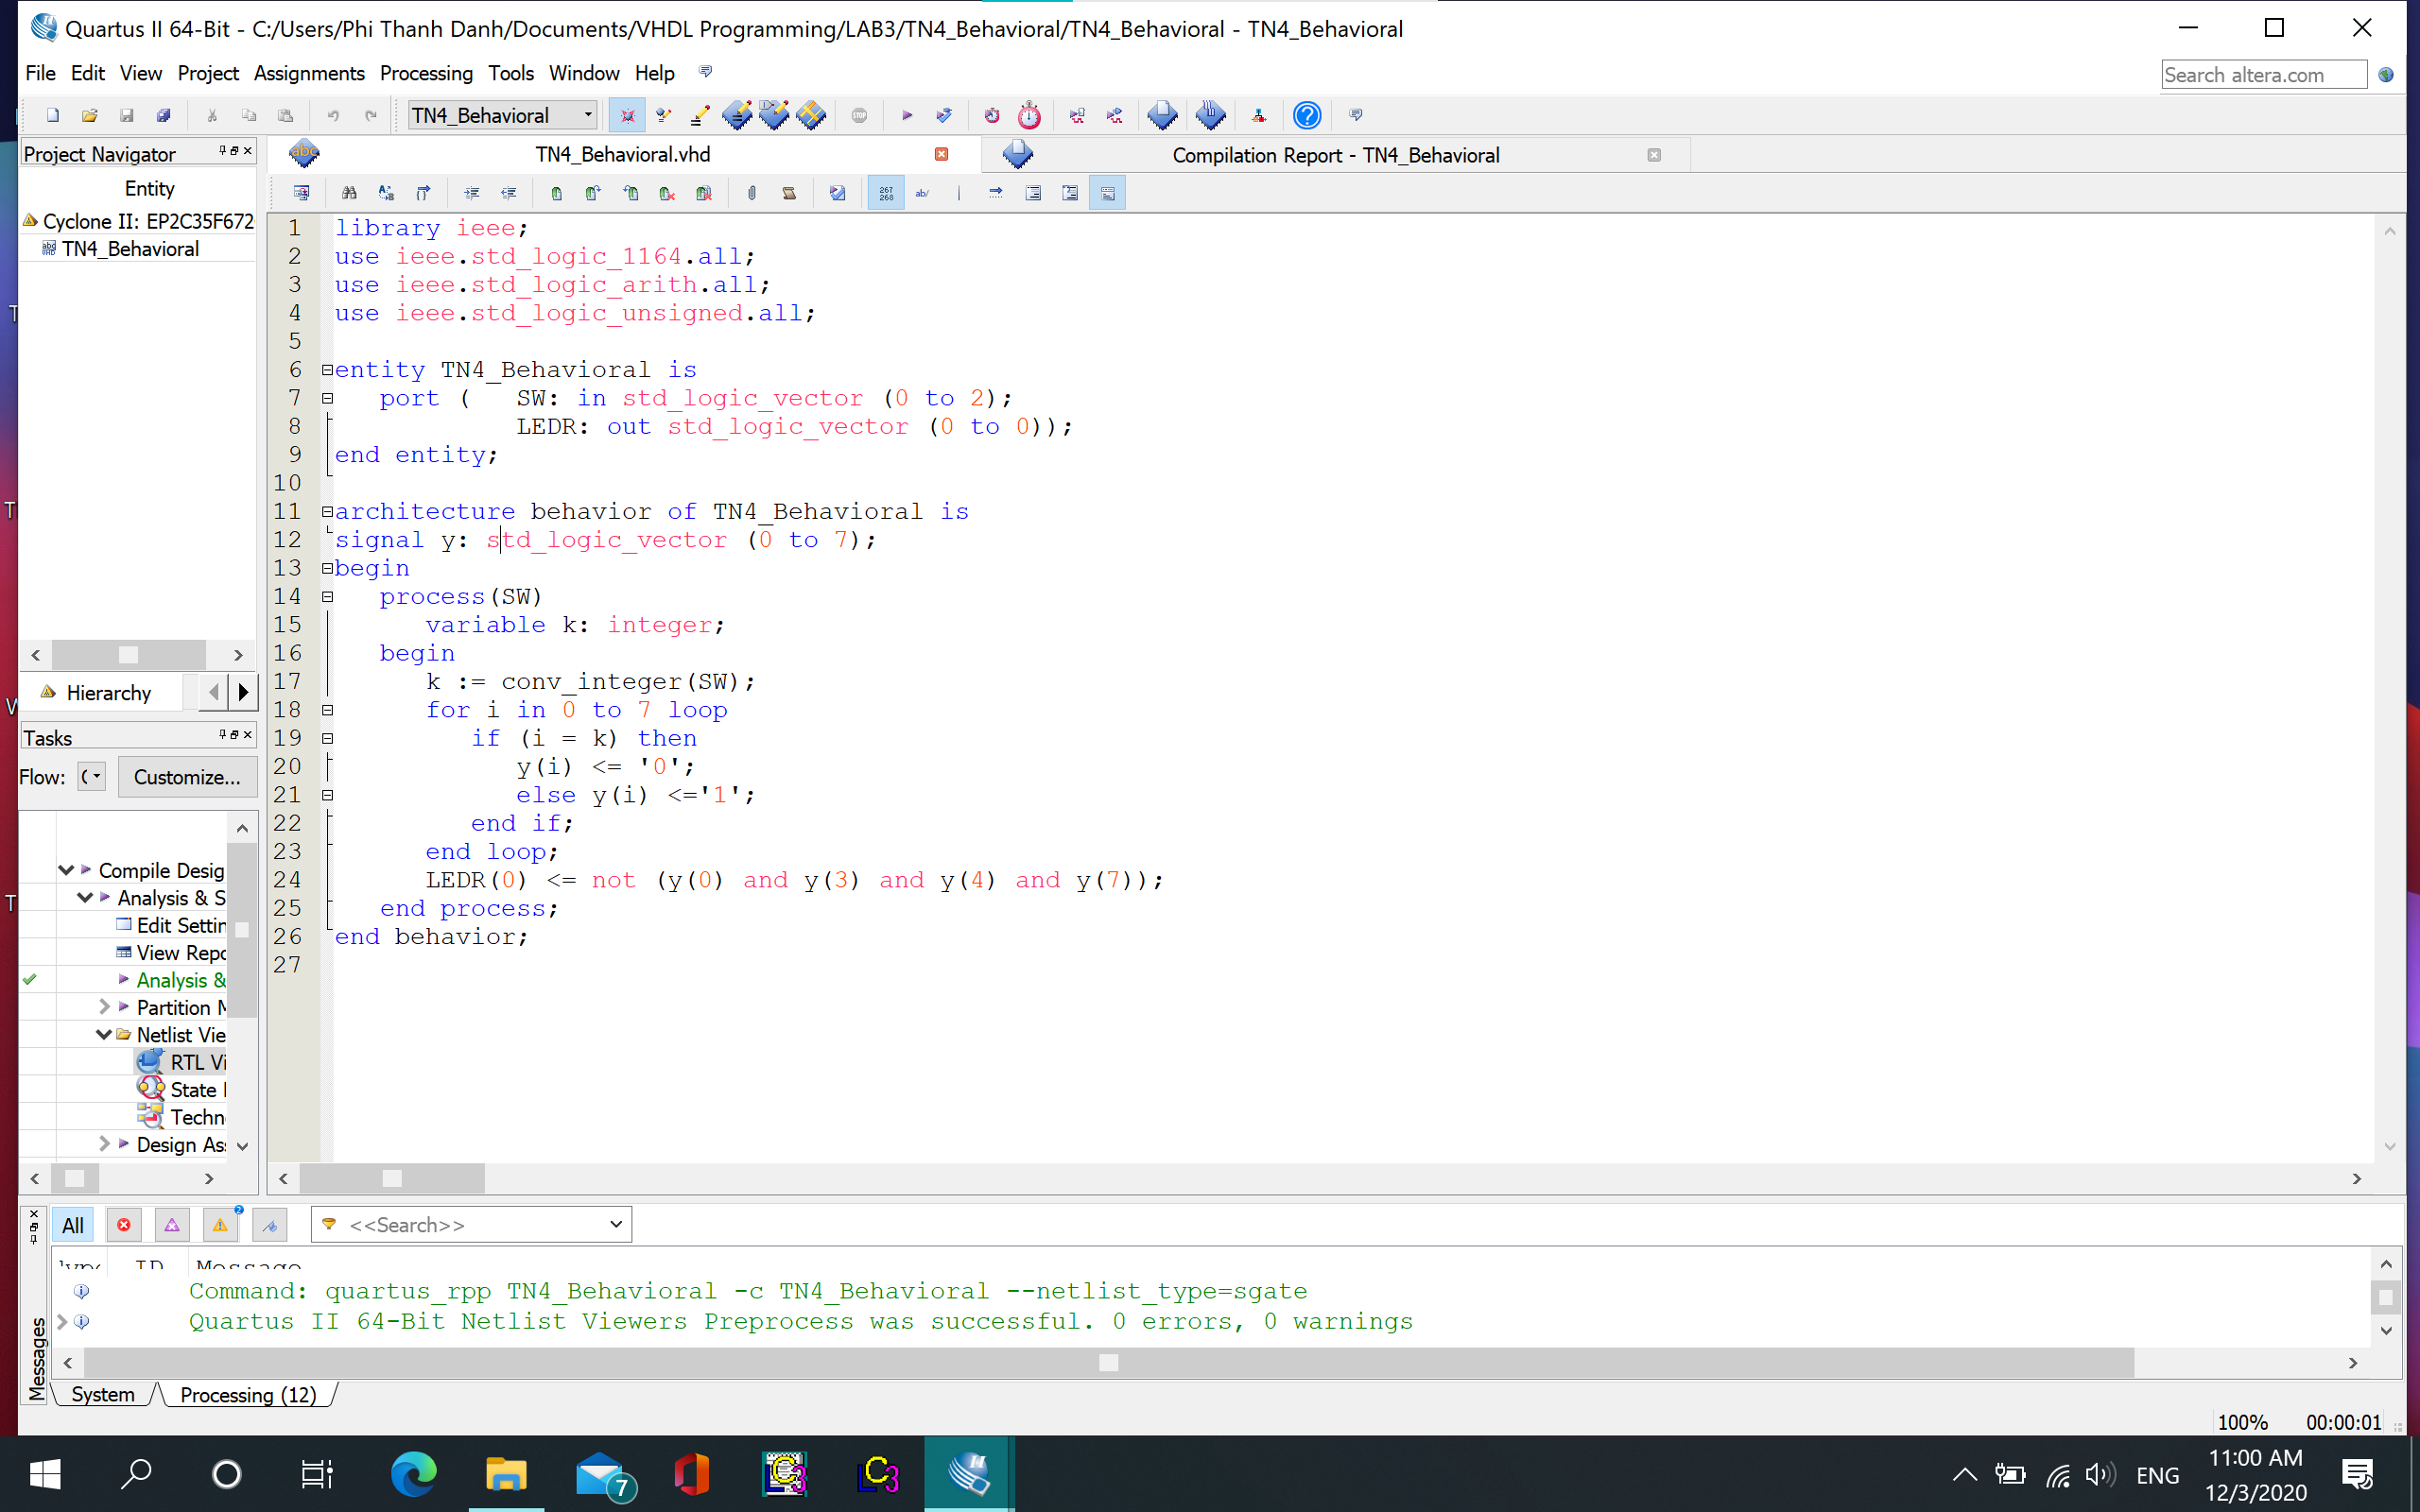 Quartus II 64-Bit - C:/Users/Phi Thanh Danh/Documents/VHDL Programming/LAB3/TN4_Behavioral/TN4_Behavioral - TN4_Behavioral
File Edit View Project Assignments Processing Tools Window Help
Search altera.com
TN4_Behavioral
Project Navigator
TN4_Behavioral.vhd
Compilation Report - TN4_Behavioral
Entity
Cyclone II: EP2C35F672
TN4_Behavioral
267
268
ab/
1 library ieee;
2 use ieee.std_logic_1164.all;
3 use ieee.std_logic_arith.all;
4 use ieee.std_logic_unsigned.all;
5
6 entity TN4_Behavioral is
7 port ( SW: in std_logic_vector (0 to 2);
8 LEDR: out std_logic_vector (0 to 0));
9 end entity;
10
11 architecture behavior of TN4_Behavioral is
12 signal y: std_logic_vector (0 to 7);
13 begin
14 process(SW)
15 variable k: integer;
16 begin
17 k := conv_integer(SW);
18 for i in 0 to 7 loop
19 if (i = k) then
20 y(i) <= '0';
21 else y(i) <='1';
22 end if;
23 end loop;
24 LEDR(0) <= not (y(0) and y(3) and y(4) and y(7));
25 end process;
26 end behavior;
27
Hierarchy
Tasks
Flow:
Customize...
Compile Desig
Analysis & S
Edit Settin
View Repo
Analysis &
Partition M
Netlist Vie
RTL Vi
State
Techn
Design As
All
<<Search>>
Type ID Message
Command: quartus_rpp TN4_Behavioral -c TN4_Behavioral --netlist_type=sgate
Quartus II 64-Bit Netlist Viewers Preprocess was successful. 0 errors, 0 warnings
Messages
System
Processing (12)
100% 00:00:01
7
ENG
11:00 AM
12/3/2020